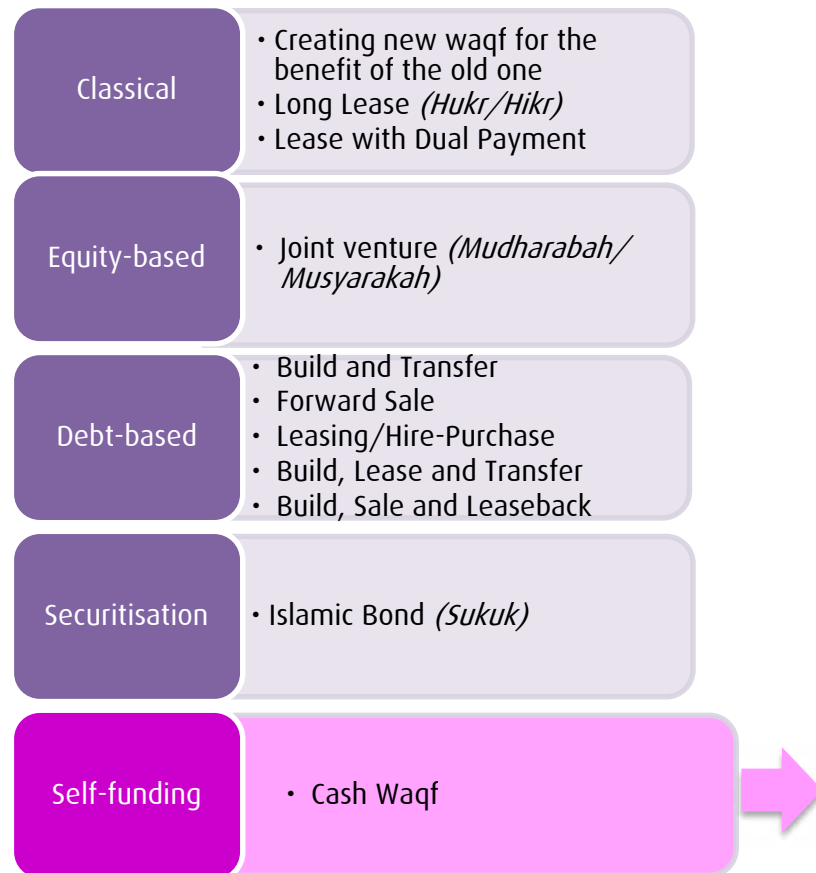 Classical
• Creating new waqf for the
benefit of the old one
• Long Lease (Hukr/Hikr)
• Lease with Dual Payment
Equity-based
• Joint venture (Mudharabah/
Musyarakah)
Debt-based
• Build and Transfer
• Forward Sale
• Leasing/Hire-Purchase
• Build, Lease and Transfer
• Build, Sale and Leaseback
Securitisation
• Islamic Bond (Sukuk)
Self-funding
• Cash Waqf